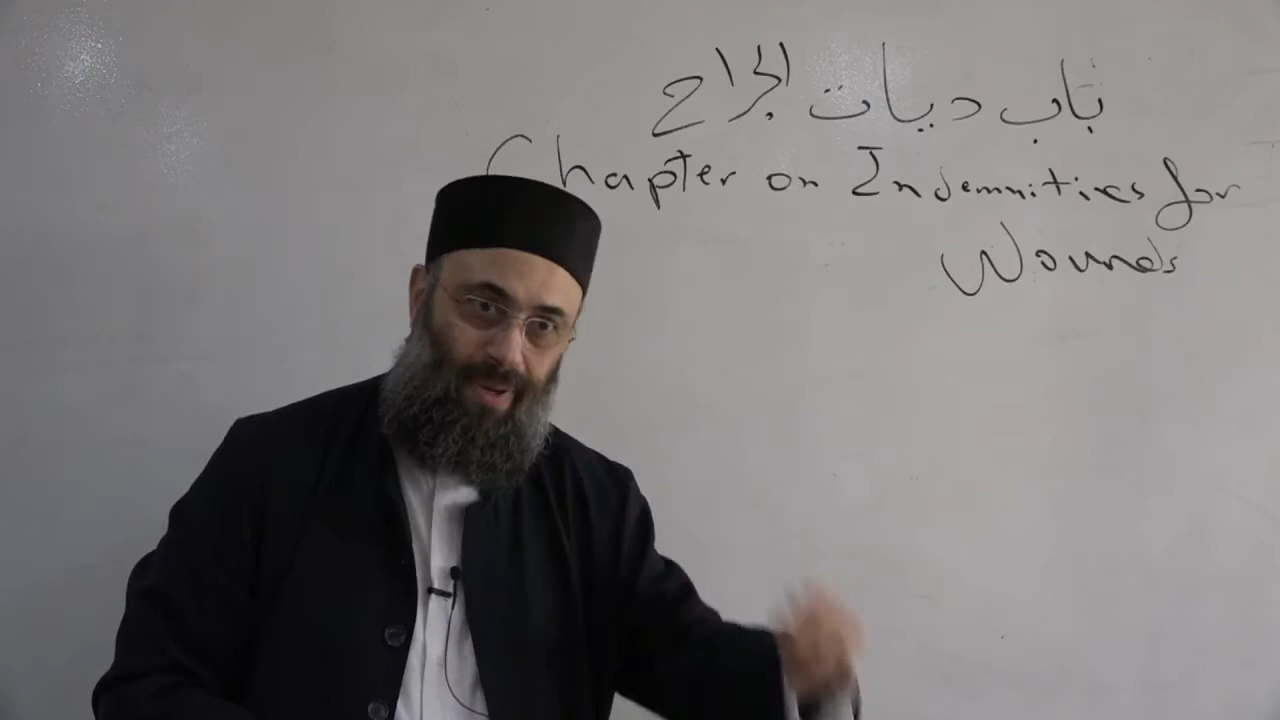 باب ديات الجراح
Chapter on Indemnities for
Wounds